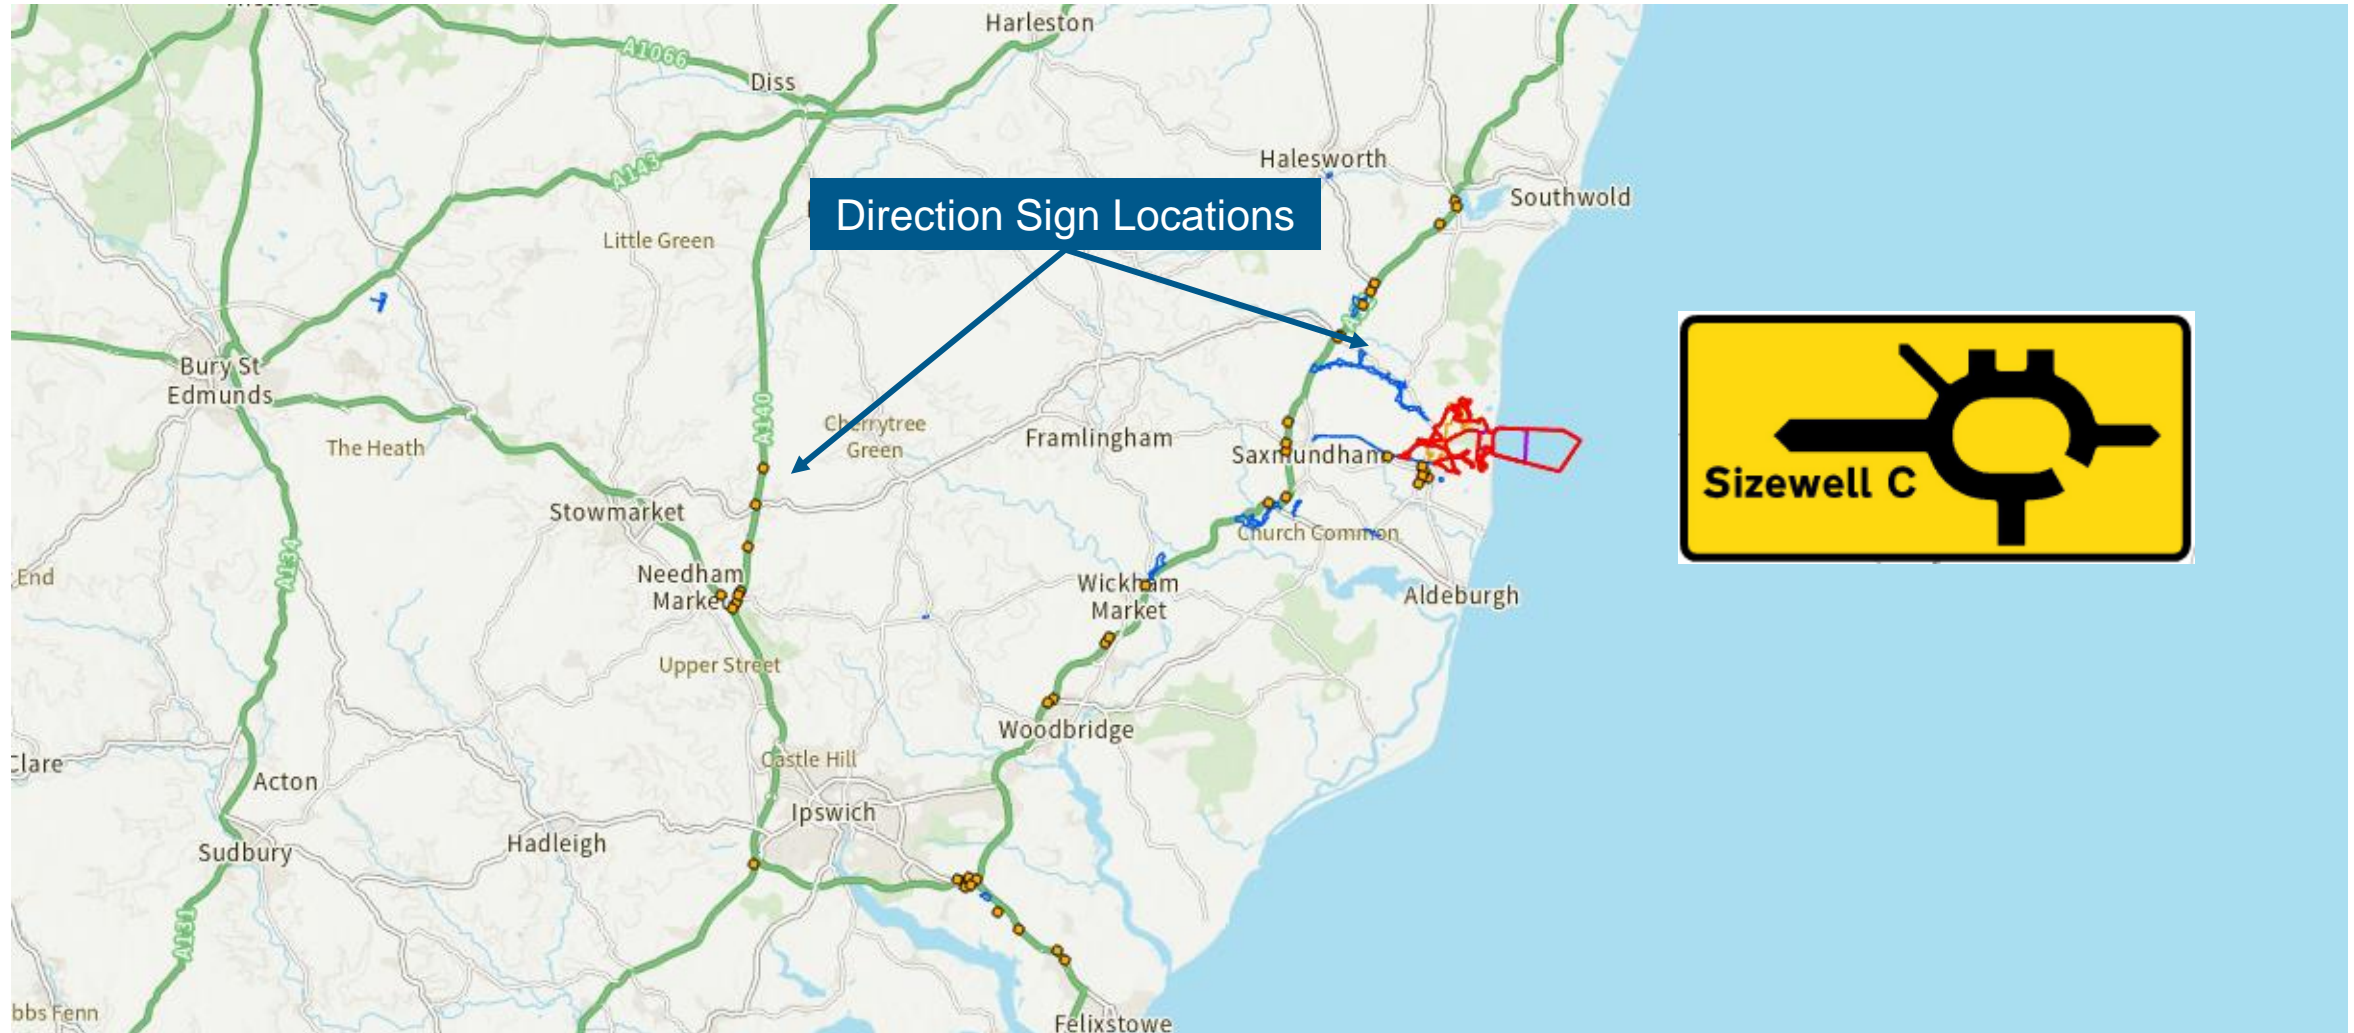 Harleston
A1066
Diss
Halesworth
A143
Southwold
Direction Sign Locations
Little Green
Bury St
Edmunds
A140
Cherrytree
Green
Framlingham
The Heath
Saxmundham
Sizewell C
Stowmarket
Church Common
A134
End
Needham
Market
Wickham
Market
Aldeburgh
Upper Street
Woodbridge
Castle Hill
Clare
Acton
Ipswich
Hadleigh
Sudbury
A131
bbs Fenn
Felixstowe